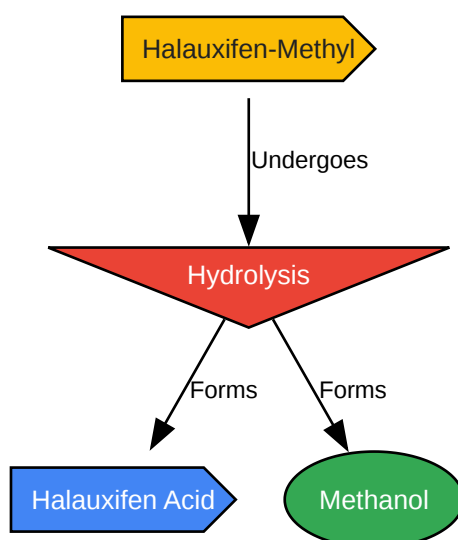 Halauxifen-Methyl
Undergoes
Hydrolysis
Forms
Forms
Halauxifen Acid
Methanol